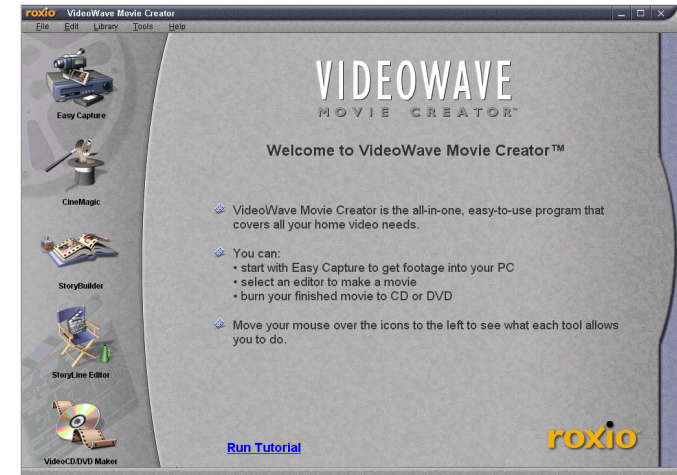 roxio VideoWave Movie Creator
File Edit Library Tools Help
Easy Capture
CineMagic
StoryBuilder
StoryLine Editor
VideoCD/DVD Maker
VIDEOWAVE
MOVIE CREATOR™
Welcome to VideoWave Movie Creator™
VideoWave Movie Creator is the all-in-one, easy-to-use program that
covers all your home video needs.
You can:
• start with Easy Capture to get footage into your PC
• select an editor to make a movie
• burn your finished movie to CD or DVD
Move your mouse over the icons to the left to see what each tool allows
you to do.
Run Tutorial
roxio